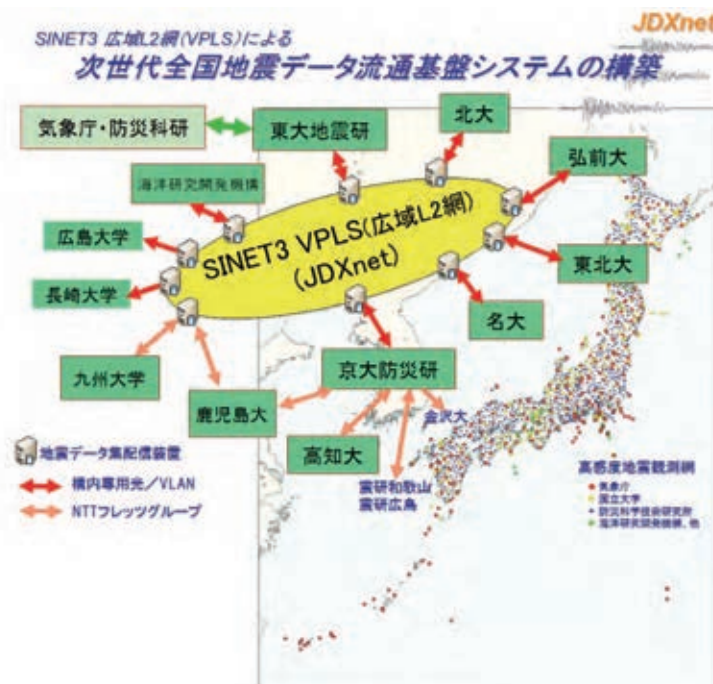 JDXnet
SINET3 広域L2網(VPLS)による
次世代全国地震データ流通基盤システムの構築
気象庁・防災科研
東大地震研
北大
弘前大
海洋研究開発機構
広島大学
SINET3 VPLS(広域L2網)
(JDXnet)
東北大
長崎大学
名大
九州大学
京大防災研
鹿児島大
金沢大
高知大
地震データ集配信装置
震研和歌山
震研広島
構内専用光／VLAN
NTTフレッツグループ
高感度地震観測網
気象庁
国立大学
防災科学技術研究所
海洋研究開発機構、他